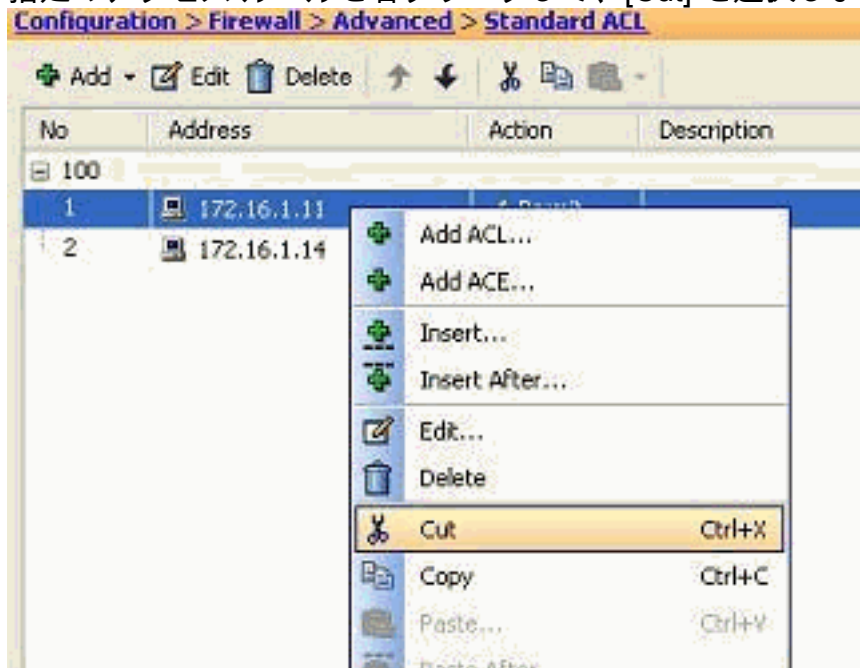 Configuration > Firewall > Advanced > Standard ACL
Add Edit Delete
No Address Action Description
100
1 172.16.1.11
2 172.16.1.14
Add ACL...
Add ACE...
Insert...
Insert After...
Edit...
Delete
Cut Ctrl+X
Copy Ctrl+C
Paste... Ctrl+V